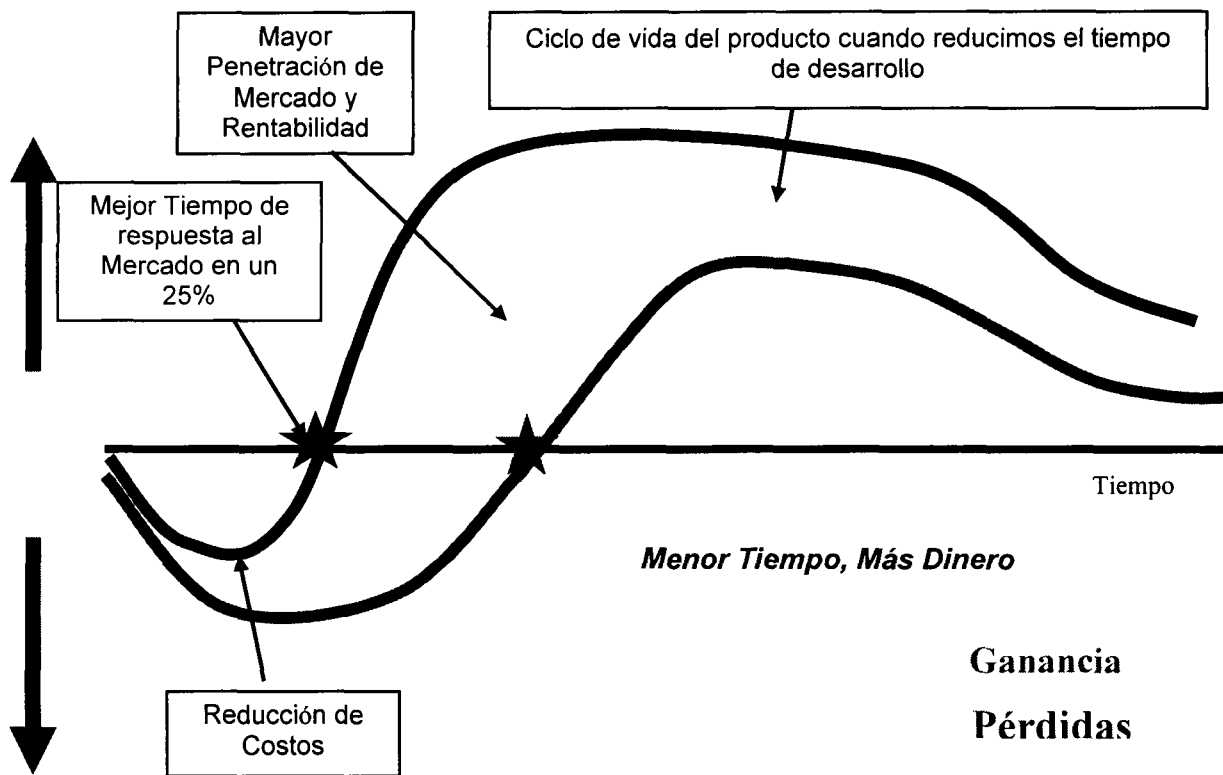 Mayor
Penetración de
Mercado y
Rentabilidad
Ciclo de vida del producto cuando reducimos el tiempo
de desarrollo
Mejor Tiempo de
respuesta al
Mercado en un
25%
Tiempo
Menor Tiempo, Más Dinero
Ganancia
Pérdidas
Reducción de
Costos